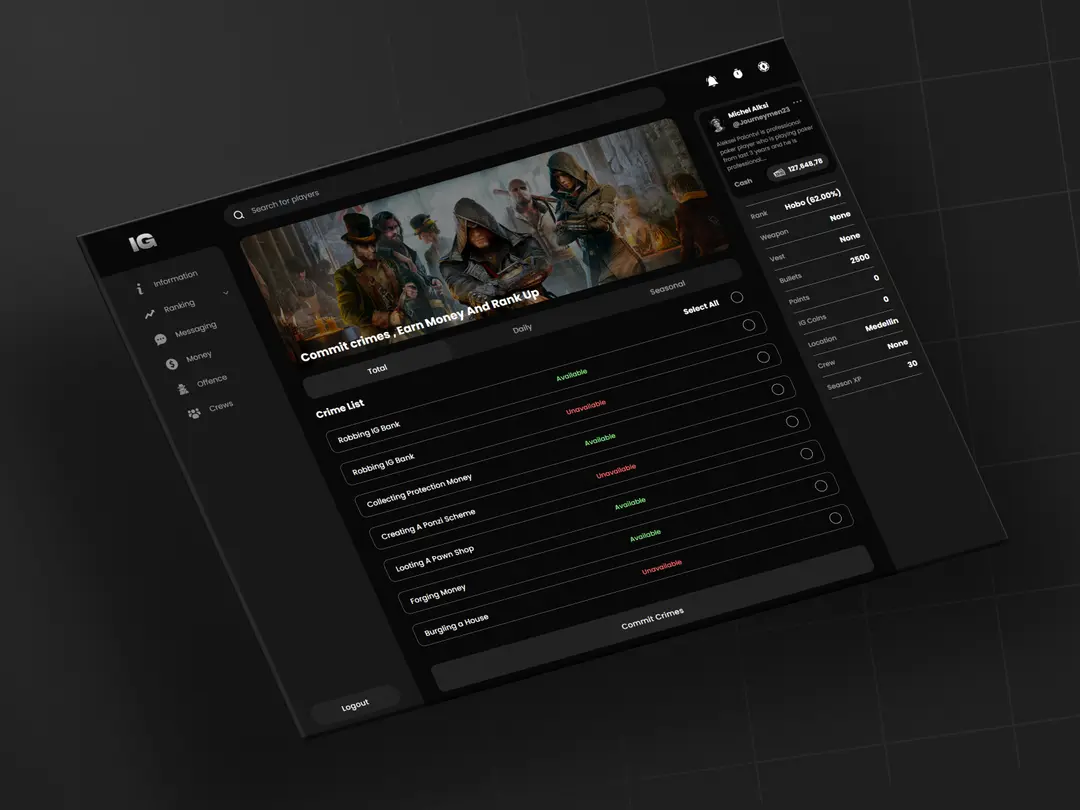 IG
Search for players
Information
Ranking
Messaging
Money
Offence
Crews
Logout
Commit crimes , Earn Money And Rank Up
Total
Daily
Seasonal
Crime List
Select All
Robbing IG Bank
Available
Robbing IG Bank
Unavailable
Collecting Protection Money
Available
Creating A Ponzi Scheme
Unavailable
Looting A Pawn Shop
Available
Forging Money
Available
Burgling a House
Unavailable
Commit Crimes
Michel Alksi
@Journeymen23
Aleksei Polontvi is professional
poker player who is playing poker
from last 3 years and he is
professional....
Cash
127,648,78
Rank
Hobo (62.00%)
Weapon
None
Vest
None
Bullets
2500
Points
0
IG Coins
0
Location
Medellin
Crew
None
Season XP
30